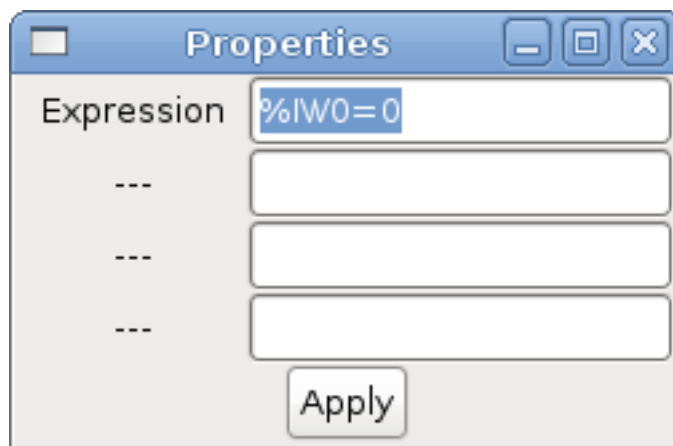 Properties
Expression %IW0=0
---
---
---
Apply